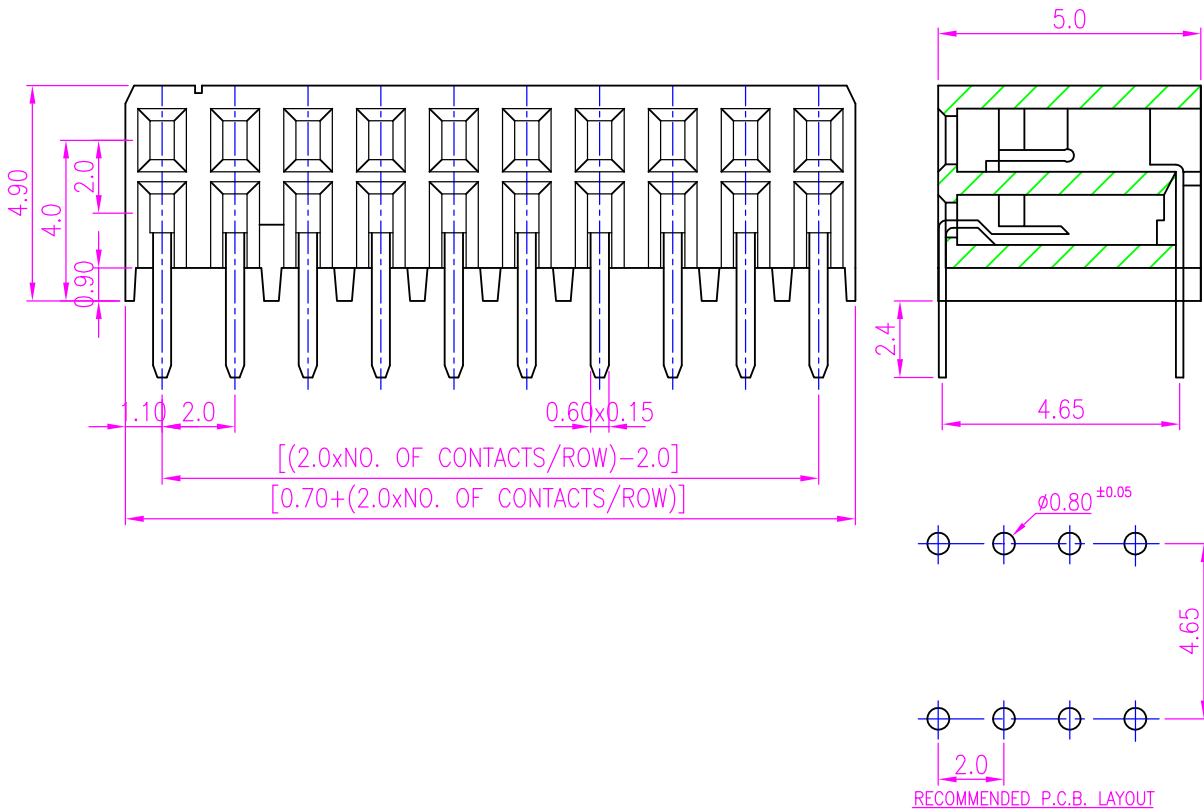 5.0
4.90
4.0
2.0
0.90
2.4
1.10
2.0
0.60x0.15
4.65
[(2.0xNO. OF CONTACTS/ROW)−2.0]
[0.70+(2.0xNO. OF CONTACTS/ROW)]
ø0.80 ±0.05
4.65
2.0
RECOMMENDED P.C.B. LAYOUT